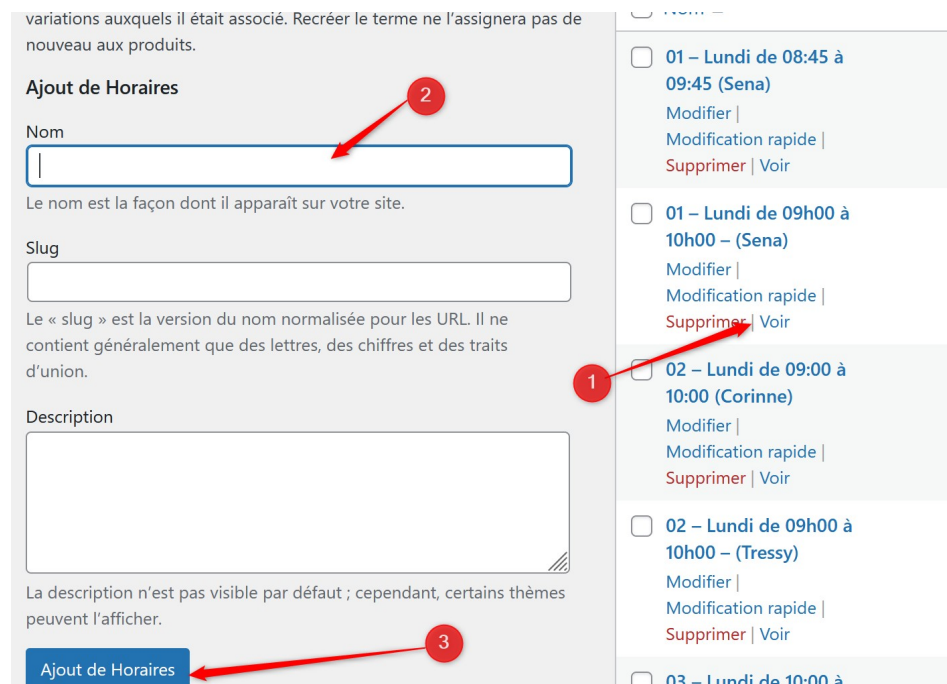 variations auxquels il était associé. Recréer le terme ne l'assignera pas de
nouveau aux produits.
Ajout de Horaires
2
Nom
Le nom est la façon dont il apparaît sur votre site.
Slug
Le « slug » est la version du nom normalisée pour les URL. Il ne
contient généralement que des lettres, des chiffres et des traits
d'union.
1
Description
La description n'est pas visible par défaut ; cependant, certains thèmes
peuvent l'afficher.
3
Ajout de Horaires
01 – Lundi de 08:45 à
09:45 (Sena)
Modifier |
Modification rapide |
Supprimer | Voir
01 – Lundi de 09h00 à
10h00 – (Sena)
Modifier |
Modification rapide |
Supprimer | Voir
02 – Lundi de 09:00 à
10:00 (Corinne)
Modifier |
Modification rapide |
Supprimer | Voir
02 – Lundi de 09h00 à
10h00 – (Tressy)
Modifier |
Modification rapide |
Supprimer | Voir
03 – Lundi de 10:00 à